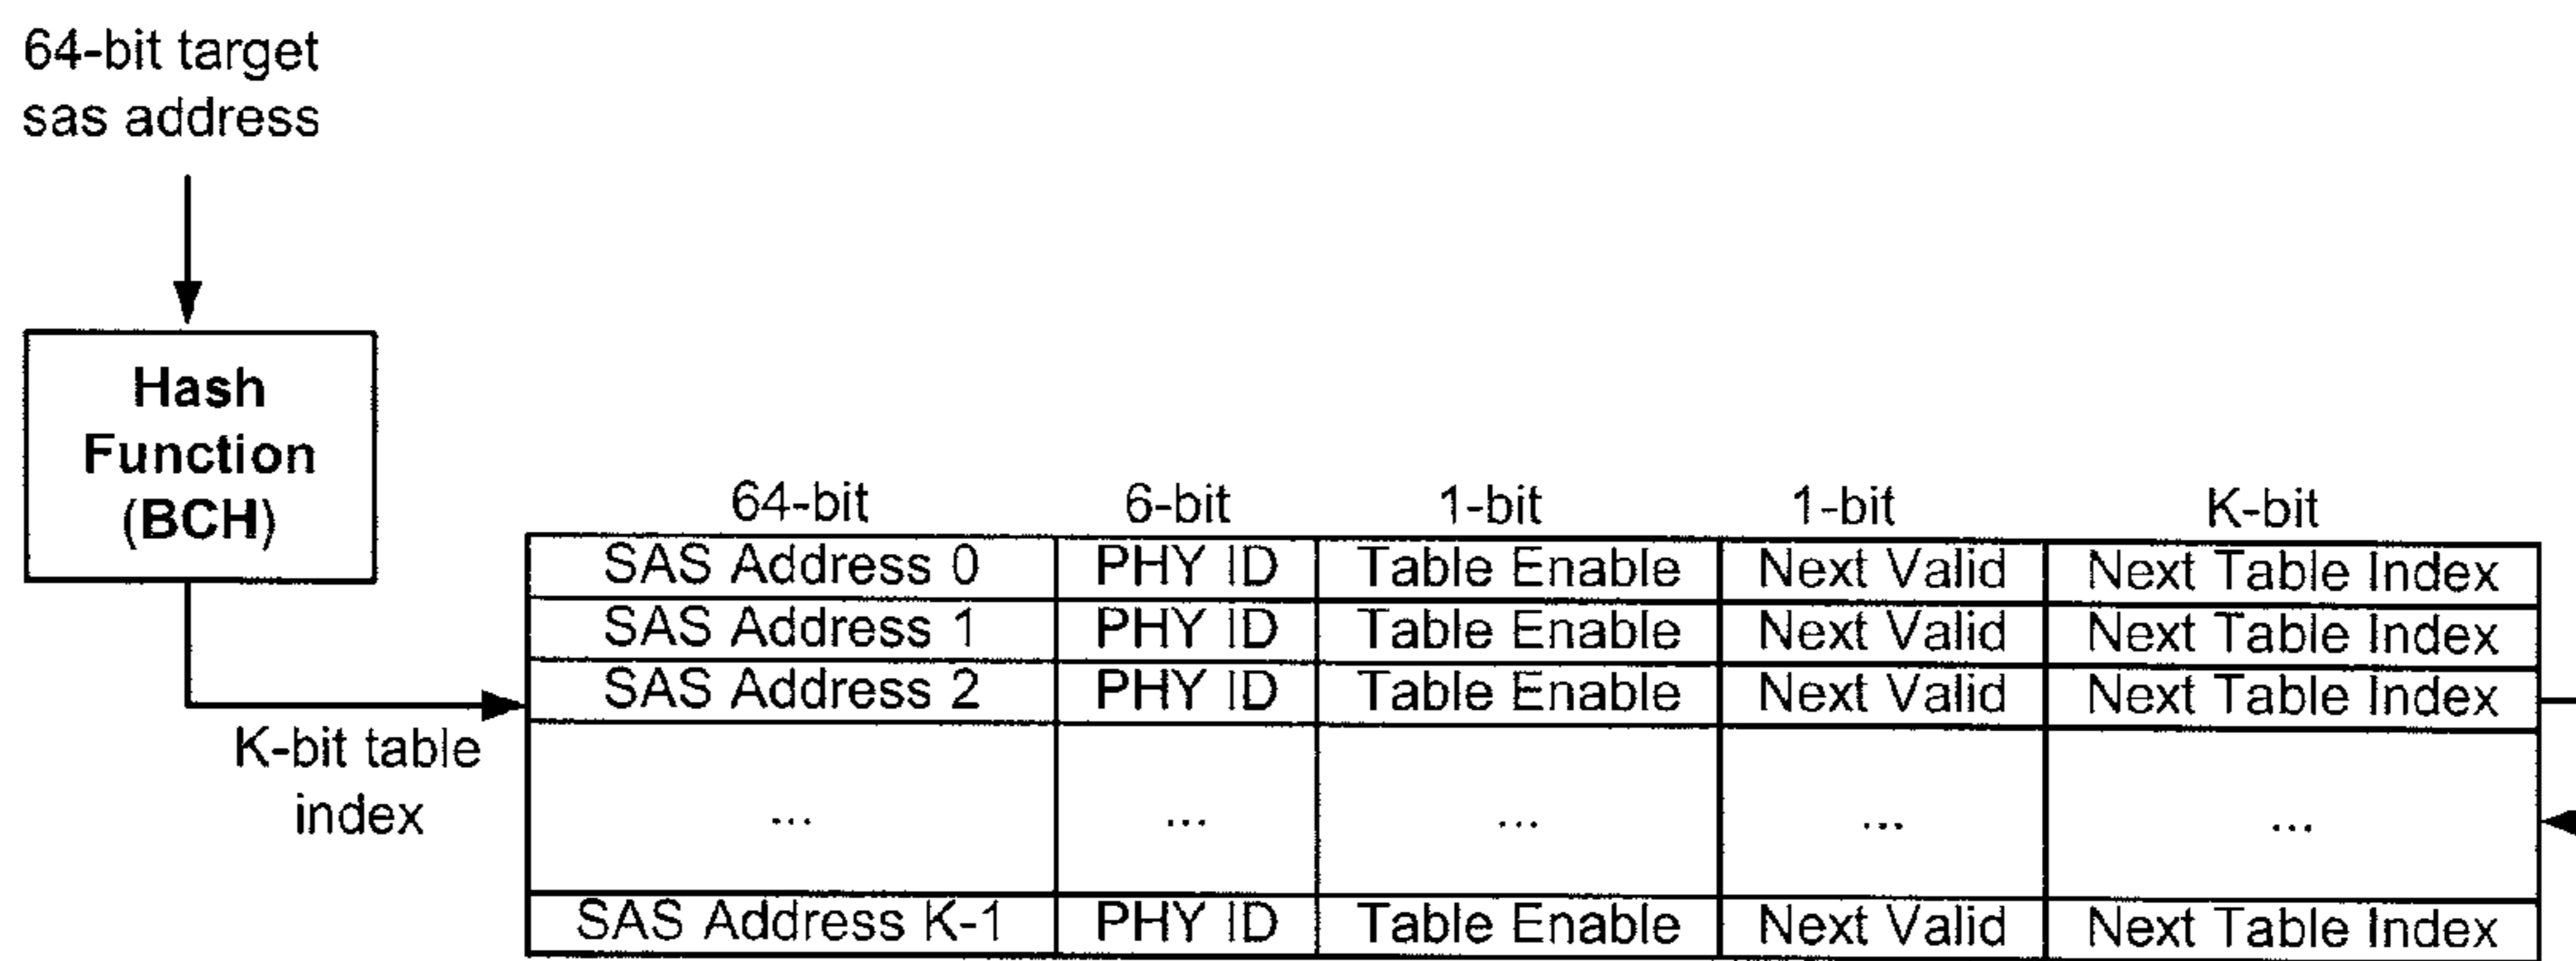 64-bit target
sas address
Hash
Function
(BCH)
K-bit table
index
64-bit 6-bit 1-bit 1-bit K-bit
SAS Address 0 PHY ID Table Enable Next Valid Next Table Index
SAS Address 1 PHY ID Table Enable Next Valid Next Table Index
SAS Address 2 PHY ID Table Enable Next Valid Next Table Index
... ... ... ... ...
SAS Address K-1 PHY ID Table Enable Next Valid Next Table Index